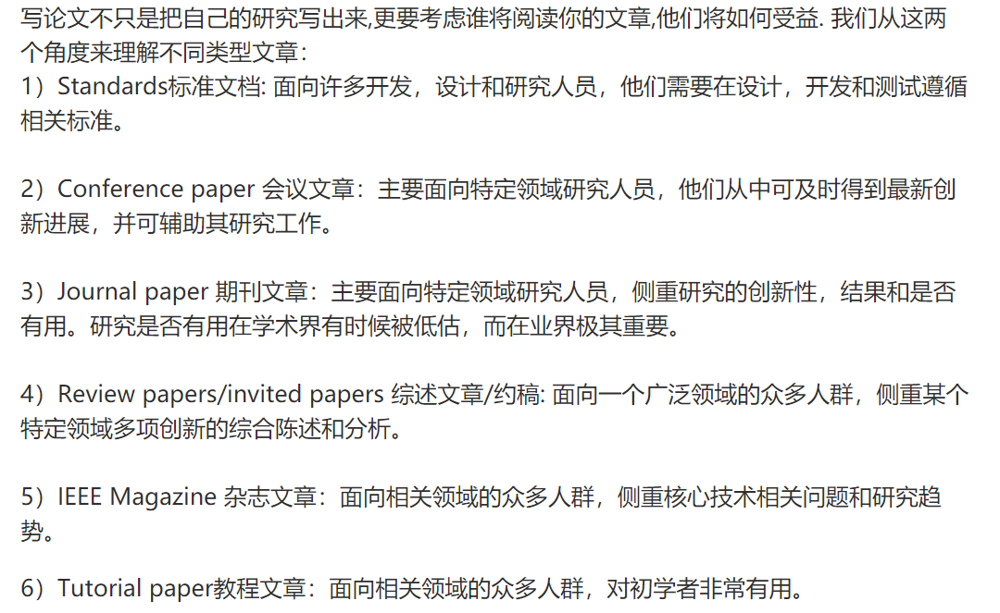 写论文不只是把自己的研究写出来,更要考虑谁将阅读你的文章,他们将如何受益. 我们从这两
个角度来理解不同类型文章：
1）Standards标准文档: 面向许多开发，设计和研究人员，他们需要在设计，开发和测试遵循
相关标准。
2）Conference paper 会议文章：主要面向特定领域研究人员，他们从中可及时得到最新创
新进展，并可辅助其研究工作。
3）Journal paper 期刊文章：主要面向特定领域研究人员，侧重研究的创新性，结果和是否
有用。研究是否有用在学术界有时候被低估，而在业界极其重要。
4）Review papers/invited papers 综述文章/约稿: 面向一个广泛领域的众多人群，侧重某个
特定领域多项创新的综合陈述和分析。
5）IEEE Magazine 杂志文章：面向相关领域的众多人群，侧重核心技术相关问题和研究趋
势。
6）Tutorial paper教程文章：面向相关领域的众多人群，对初学者非常有用。